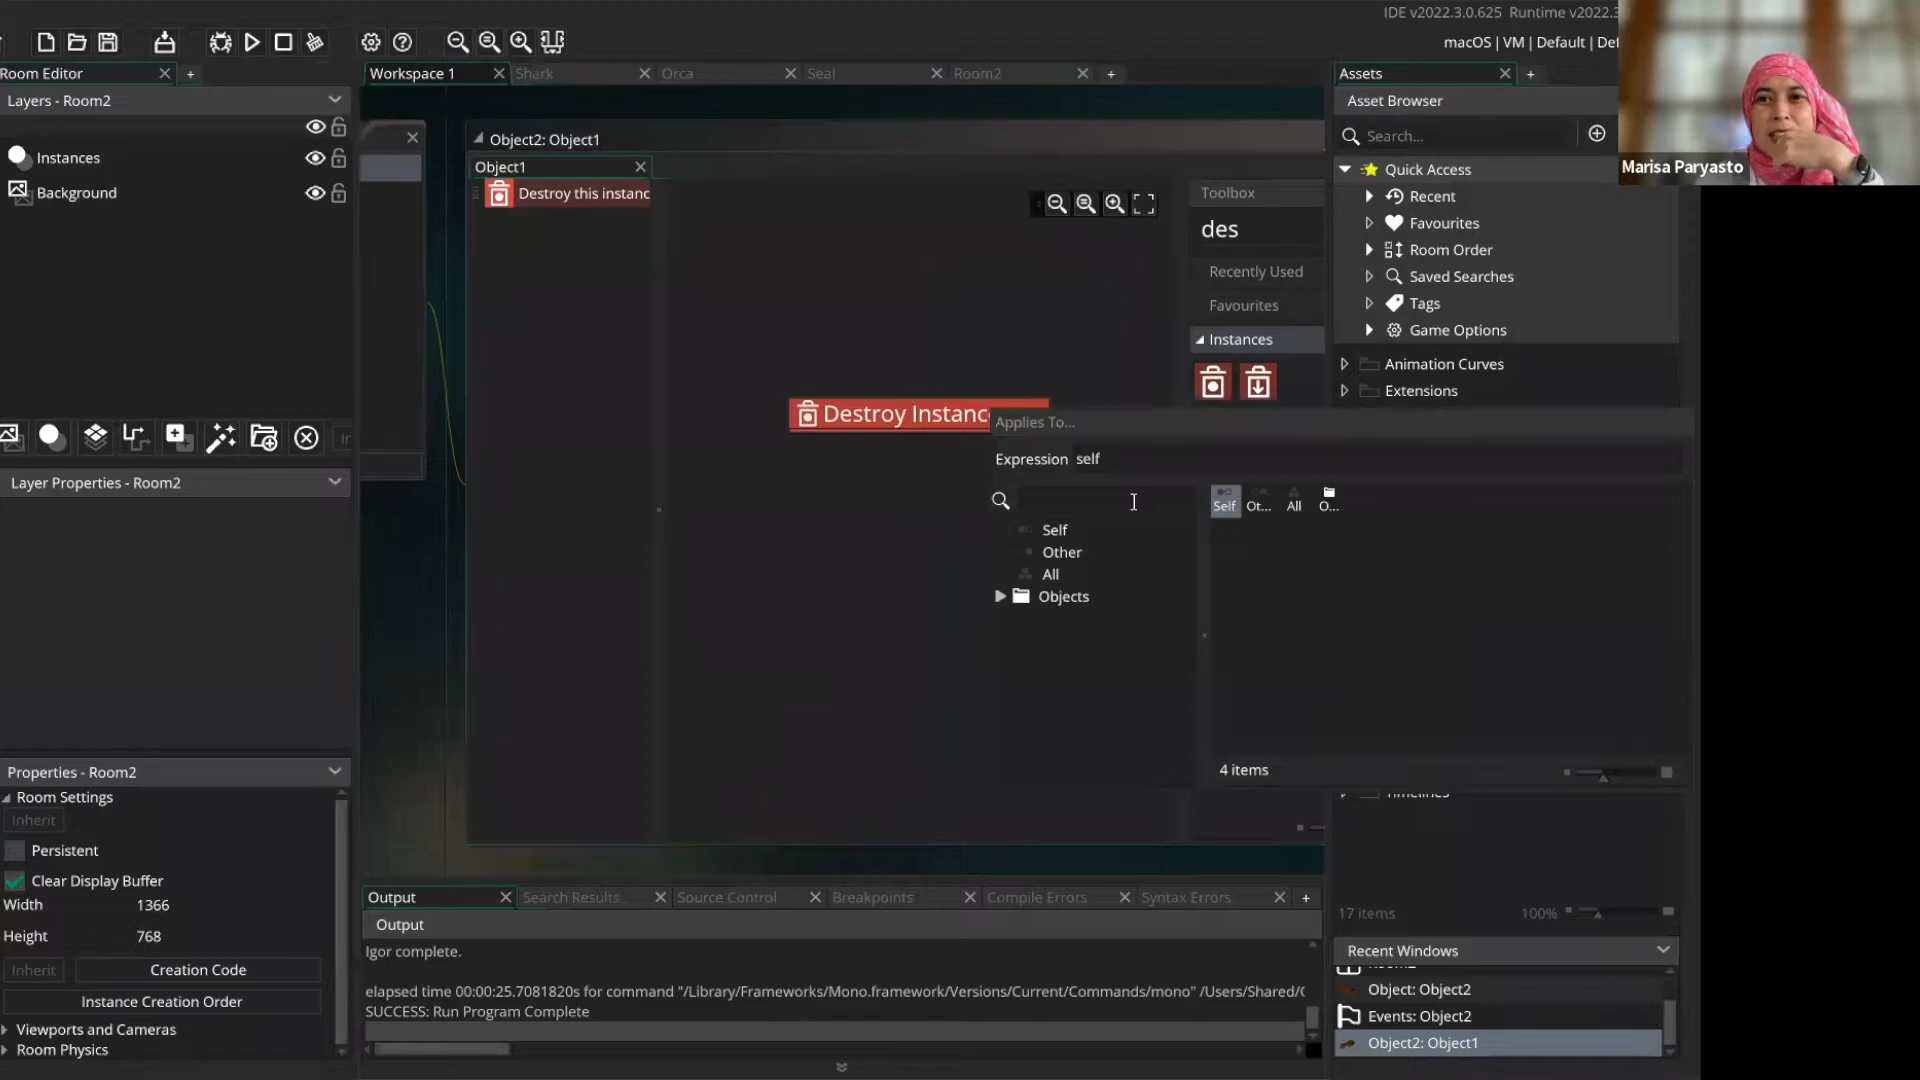 IDE v2022.3.0.625 Runtime v2022.3
macOS | VM | Default | Def
Room Editor
Workspace 1
Shark
Orca
Seal
Room2
Assets
Layers - Room2
Asset Browser
Object2: Object1
Search...
Instances
Object1
Quick Access
Marisa Paryasto
Background
Destroy this instanc
Toolbox
Recent
des
Favourites
Room Order
Recently Used
Saved Searches
Favourites
Tags
Instances
Game Options
Animation Curves
Extensions
Destroy Instanc
Applies To...
Expression self
Layer Properties - Room2
Self
Ot...
All
O...
Self
Other
All
Objects
4 items
Properties - Room2
Room Settings
Inherit
Persistent
Clear Display Buffer
Width 1366
Height 768
Inherit
Creation Code
Instance Creation Order
Viewports and Cameras
Room Physics
Output
Search Results
Source Control
Breakpoints
Compile Errors
Syntax Errors
Output
Igor complete.
elapsed time 00:00:25.7081820s for command "/Library/Frameworks/Mono.framework/Versions/Current/Commands/mono" /Users/Shared/
SUCCESS: Run Program Complete
17 items
100%
Recent Windows
Object: Object2
Events: Object2
Object2: Object1